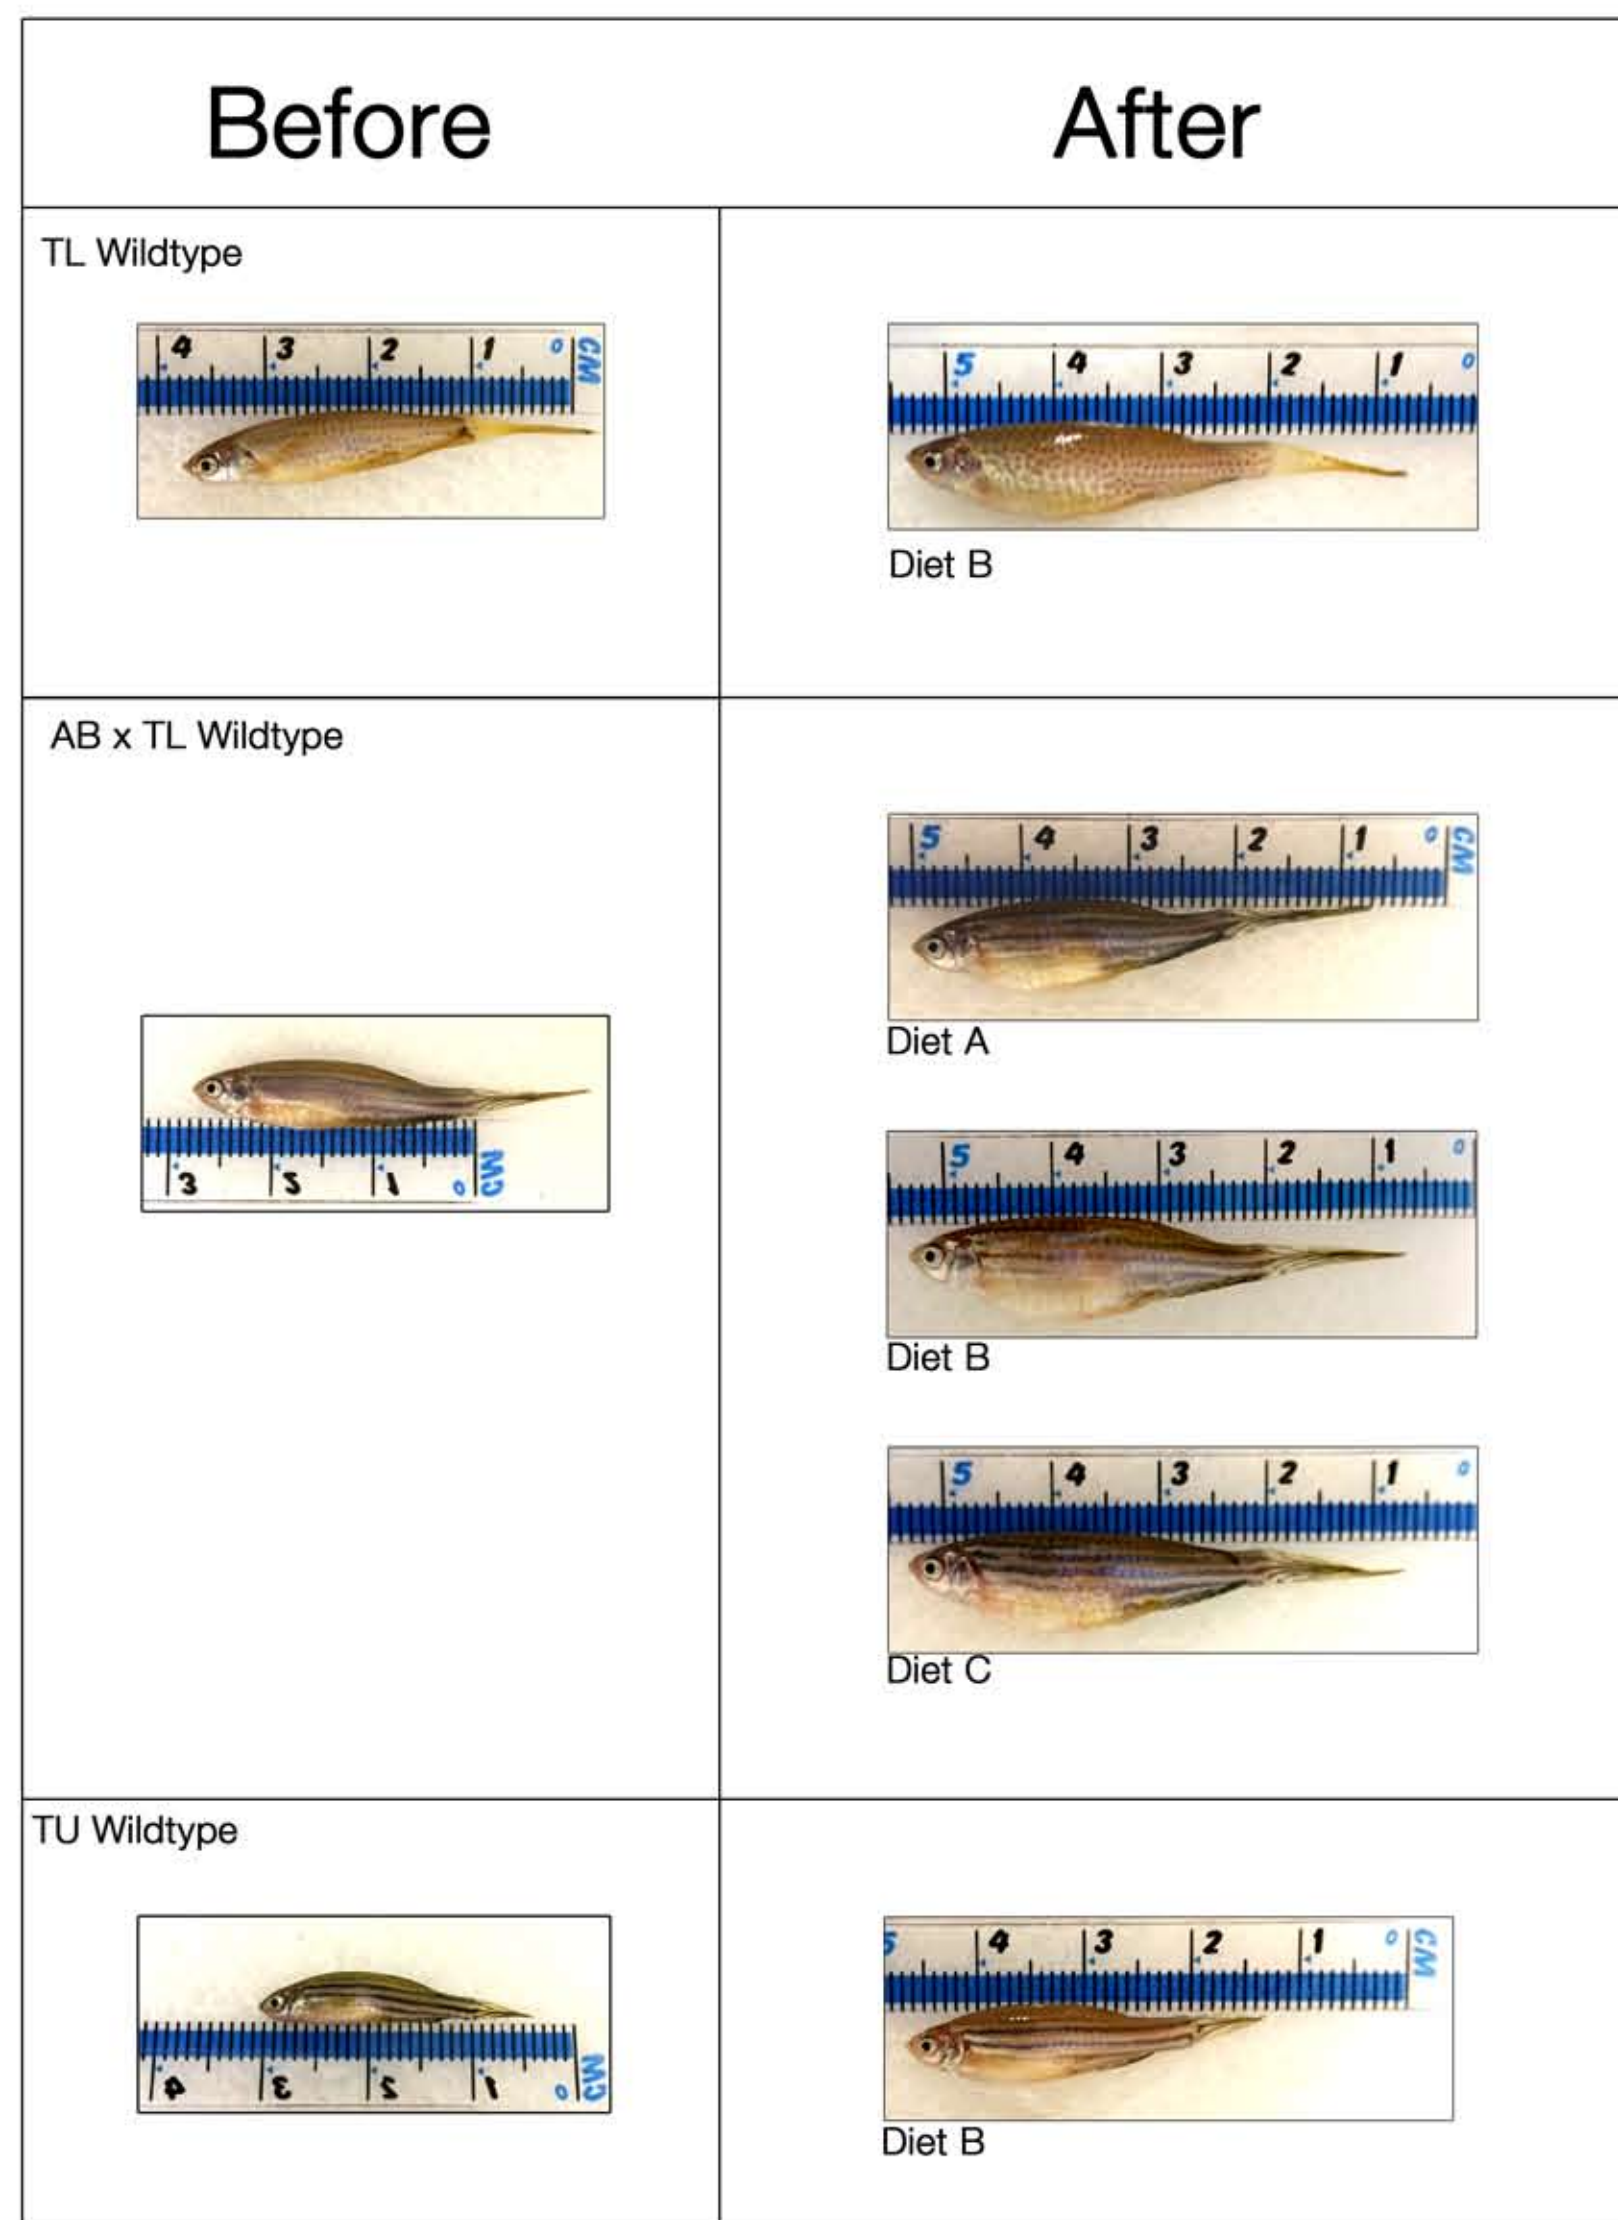 Before
After
TL Wildtype
4 3 2 1 0 CM
5 4 3 2 1 0
Diet B
AB x TL Wildtype
5 4 3 2 1 0 CM
Diet A
3 2 1 0 CM
5 4 3 2 1 0
Diet B
5 4 3 2 1 0
Diet C
TU Wildtype
4 3 2 1 0 CM
5 4 3 2 1 0 CM
Diet B